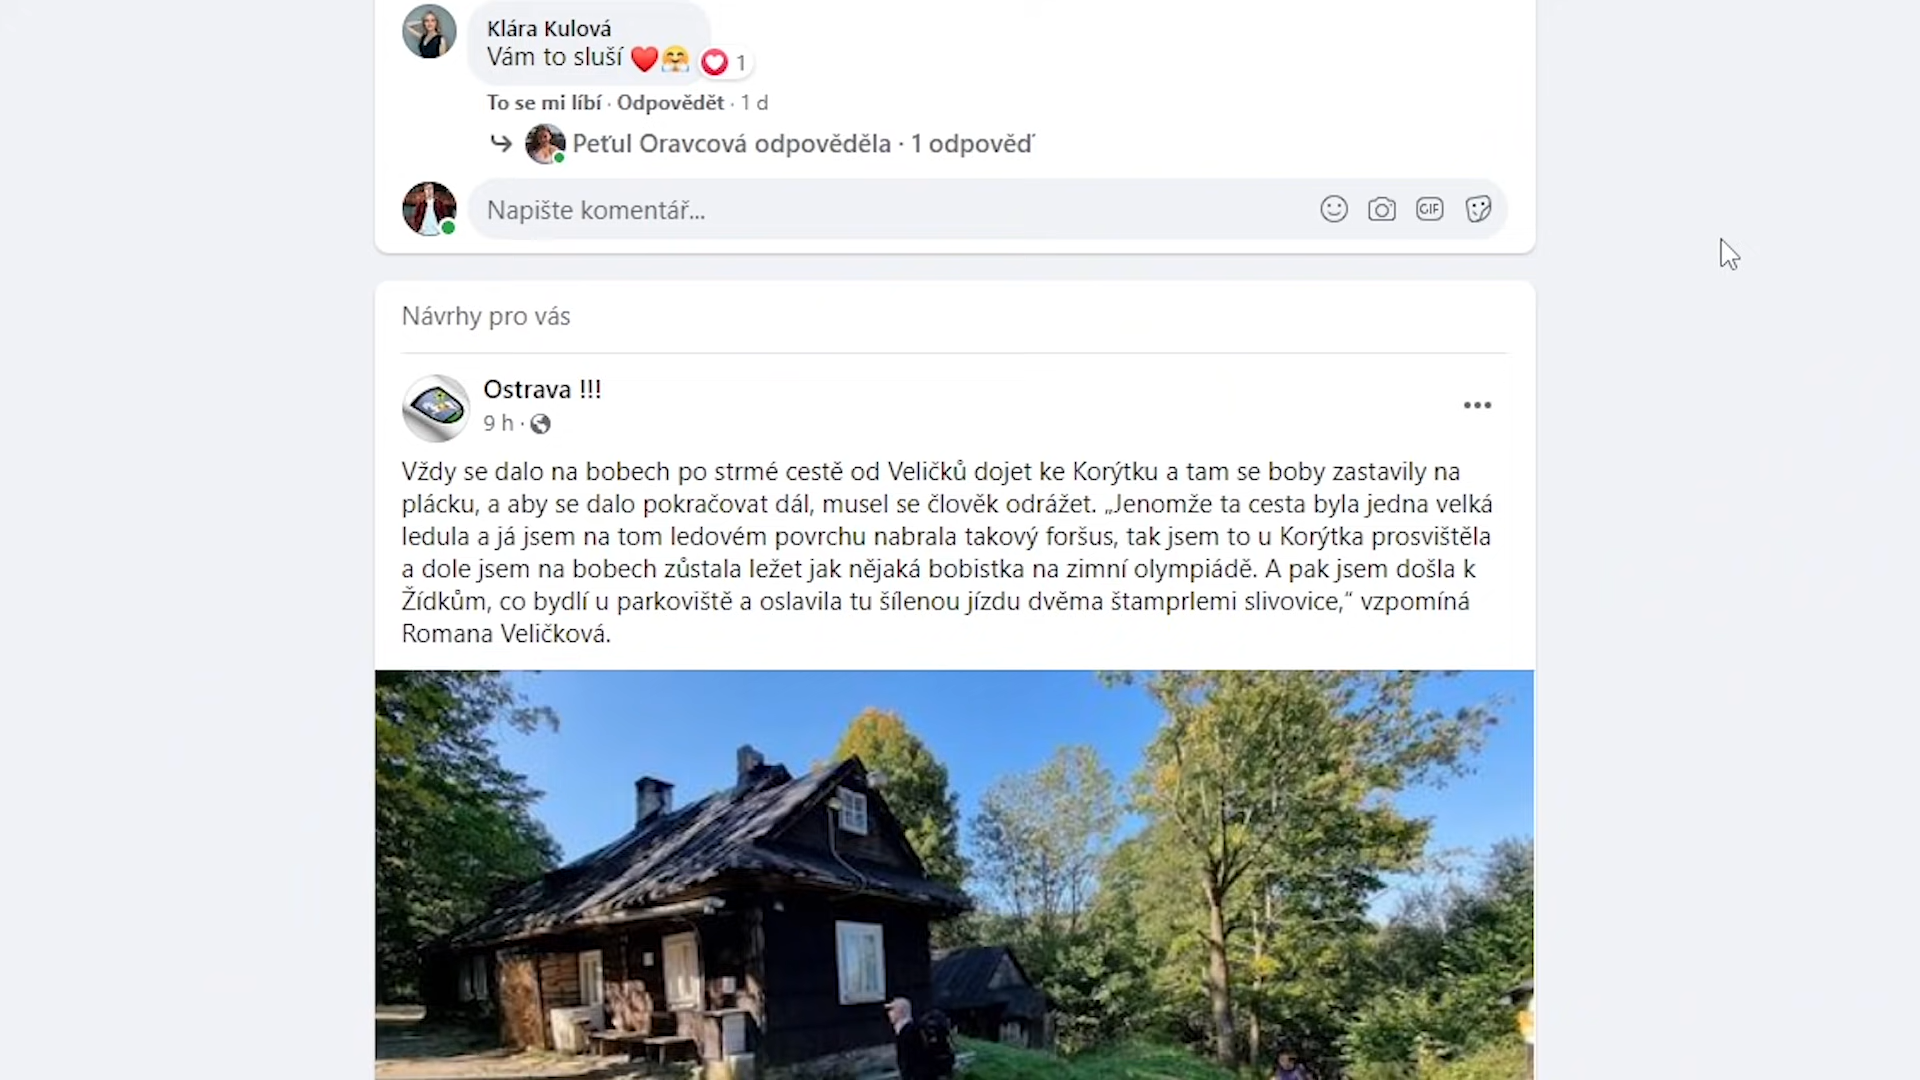 Klára Kulová
Vám to sluší
1
To se mi líbí · Odpovědět · 1 d
Peťul Oravcová odpověděla · 1 odpověď
Napište komentář...
GIF
Návrhy pro vás
Ostrava !!!
9 h ·
Vždy se dalo na bobech po strmé cestě od Veličků dojet ke Korýtku a tam se boby zastavily na
plácku, a aby se dalo pokračovat dál, musel se člověk odrážet. „Jenomže ta cesta byla jedna velká
ledula a já jsem na tom ledovém povrchu nabrala takový foršus, tak jsem to u Korýtka prosvištěla
a dole jsem na bobech zůstala ležet jak nějaká bobistka na zimní olympiádě. A pak jsem došla k
Žídkům, co bydlí u parkoviště a oslavila tu šílenou jízdu dvěma štamprlemi slivovice,“ vzpomíná
Romana Veličková.